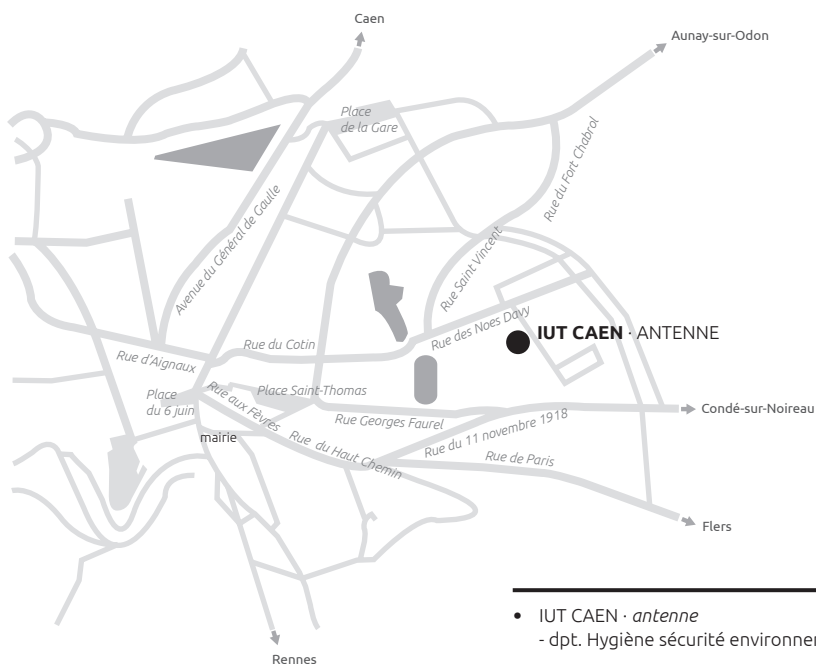 Caen
Aunay-sur-Odon
Place
de la Gare
Rue du Fort Chabrol
Avenue du Général de Gaulle
Rue Saint Vincent
Rue des Noes Davy
IUT CAEN · ANTENNE
Rue du Cotin
Rue d'Aignaux
Place
du 6 juin
Rue aux Fèvres
Place Saint-Thomas
Rue Georges Faurel
Condé-sur-Noireau
Rue du 11 novembre 1918
mairie
Rue du Haut Chemin
Rue de Paris
Flers
Rennes
• IUT CAEN · antenne
- dpt. Hygiène sécurité